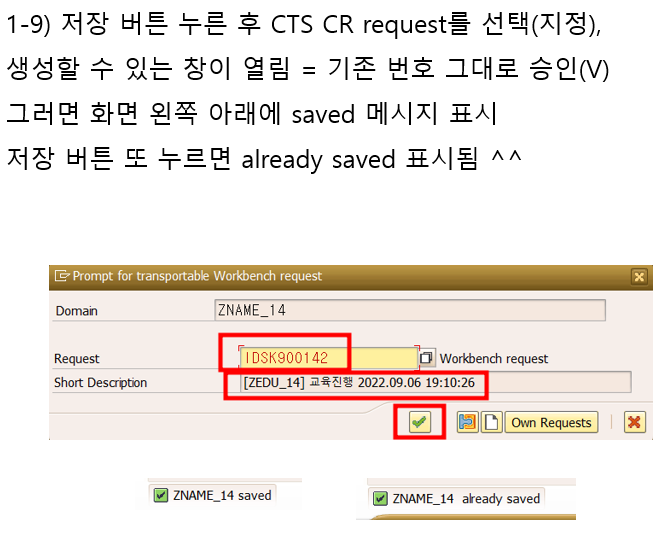 1-9) 저장 버튼 누른 후 CTS CR request를 선택(지정),
생성할 수 있는 창이 열림 = 기존 번호 그대로 승인(V)
그러면 화면 왼쪽 아래에 saved 메시지 표시
저장 버튼 또 누르면 already saved 표시됨 ^^
Prompt for transportable Workbench request
Domain ZNAME_14
Request IDSK900142 Workbench request
Short Description [ZEDU_14] 교육진행 2022.09.06 19:10:26
Own Requests
ZNAME_14 saved
ZNAME_14 already saved